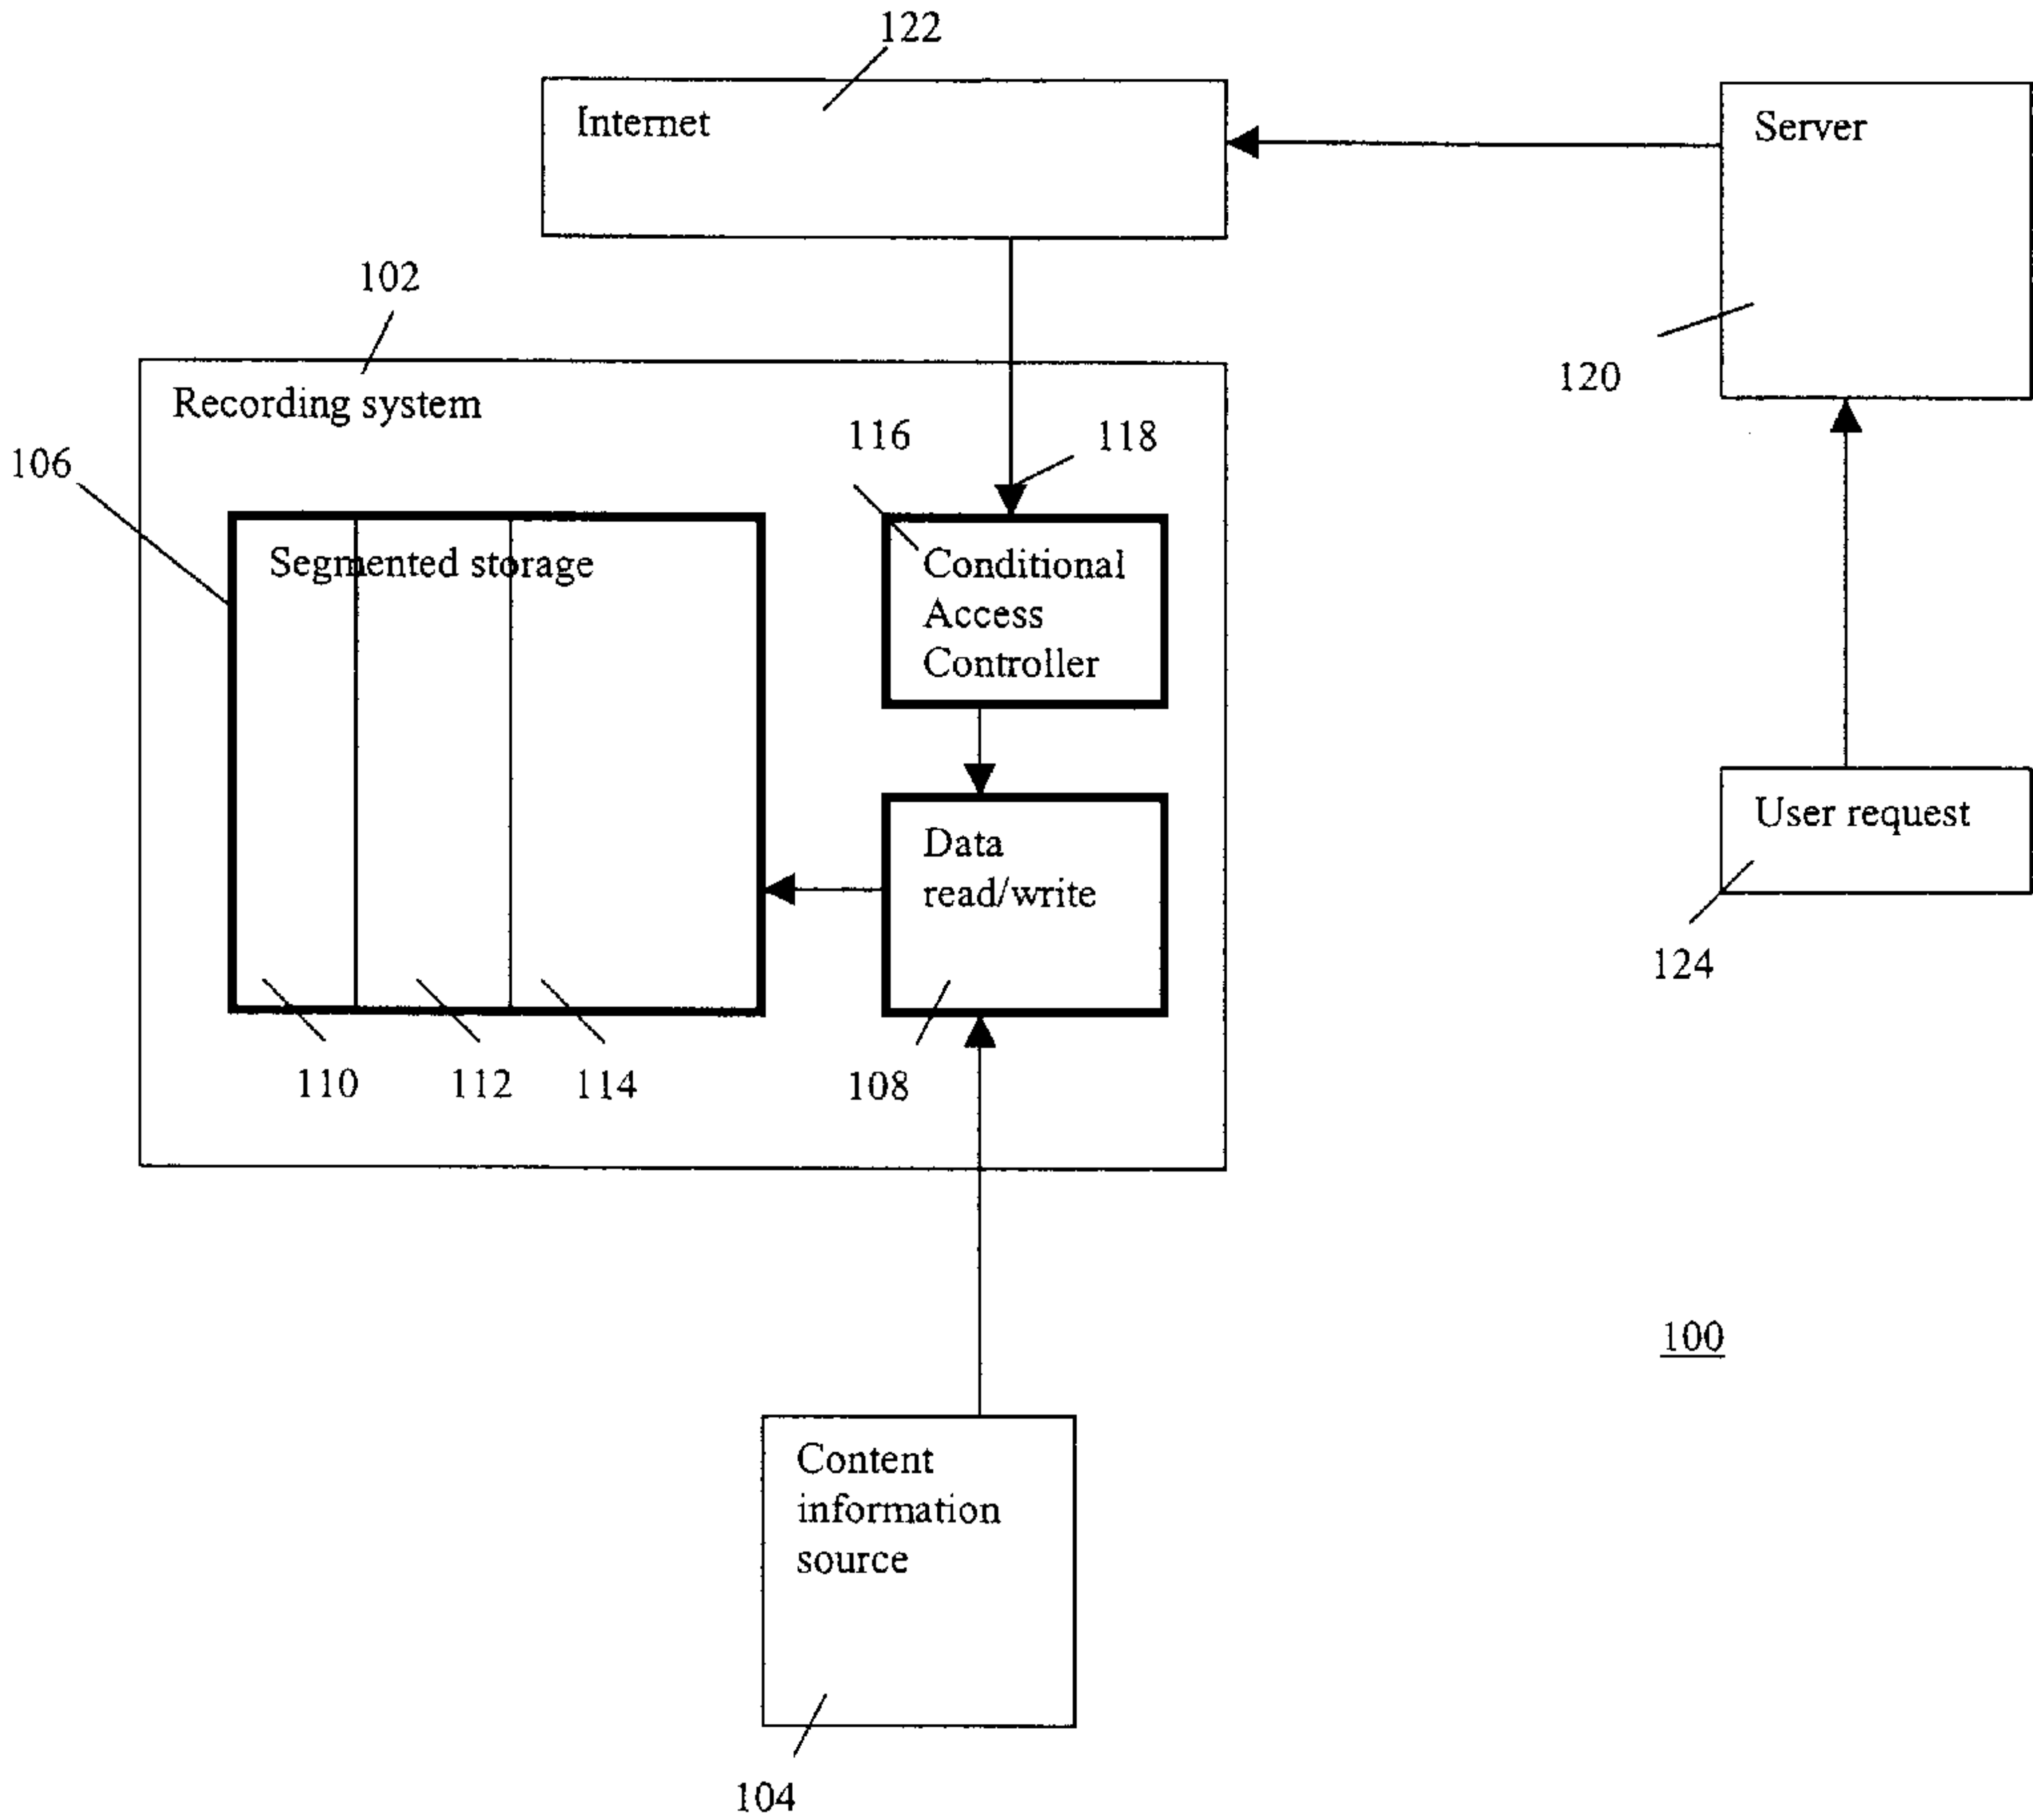 122
Internet
Server
102
Recording system
120
116
118
106
Segmented storage
Conditional
Access
Controller
Data
read/write
User request
124
110
112
114
108
100
Content
information
source
104